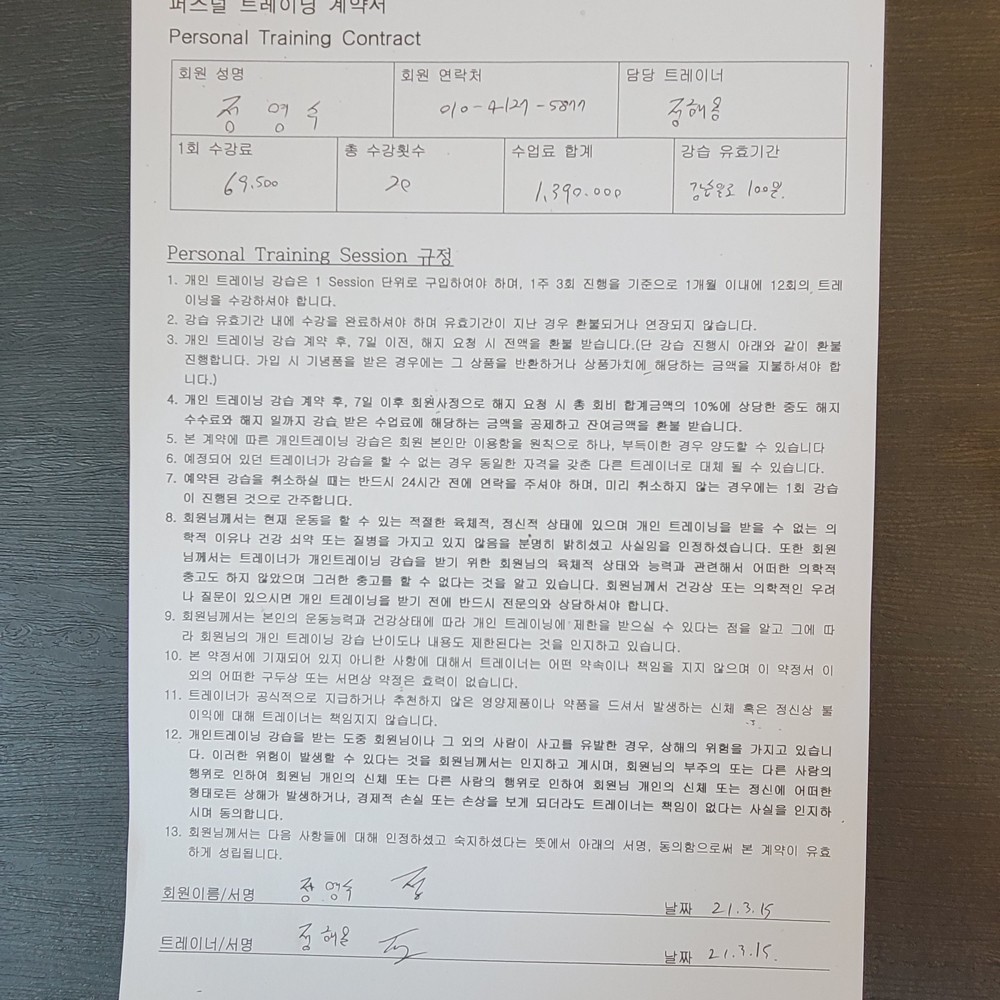 퍼스널 트레이닝 계약서
Personal Training Contract
회원 성명 회원 연락처 담당 트레이너
정 영 수 010-4127-5877 정해용
1회 수강료 총 수강횟수 수업료 합계 강습 유효기간
69.500 20 1,390.000 100일.
Personal Training Session 규정
1. 개인 트레이닝 강습은 1 Session 단위로 구입하여야 하며, 1주 3회 진행을 기준으로 1개월 이내에 12회의 트레
이닝을 수강하셔야 합니다.
2. 강습 유효기간 내에 수강을 완료하셔야 하며 유효기간이 지난 경우 환불되거나 연장되지 않습니다.
3. 개인 트레이닝 강습 계약 후, 7일 이전, 해지 요청 시 전액을 환불 받습니다.(단 강습 진행시 아래와 같이 환불
진행합니다. 가입 시 기념품을 받은 경우에는 그 상품을 반환하거나 상품가치에 해당하는 금액을 지불하셔야 합
니다.)
4. 개인 트레이닝 강습 계약 후, 7일 이후 회원사정으로 해지 요청 시 총 회비 합계금액의 10%에 상당한 중도 해지
수수료와 해지 일까지 강습 받은 수업료에 해당하는 금액을 공제하고 잔여금액을 환불 받습니다.
5. 본 계약에 따른 개인트레이닝 강습은 회원 본인만 이용함을 원칙으로 하나, 부득이한 경우 양도할 수 있습니다
6. 예정되어 있던 트레이너가 강습을 할 수 없는 경우 동일한 자격을 갖춘 다른 트레이너로 대체 될 수 있습니다.
7. 예약된 강습을 취소하실 때는 반드시 24시간 전에 연락을 주셔야 하며, 미리 취소하지 않는 경우에는 1회 강습
이 진행된 것으로 간주합니다.
8. 회원님께서는 현재 운동을 할 수 있는 적절한 육체적, 정신적 상태에 있으며 개인 트레이닝을 받을 수 없는 의
학적 이유나 건강 쇠약 또는 질병을 가지고 있지 않음을 분명히 밝히셨고 사실임을 인정하셨습니다. 또한 회원
님께서는 트레이너가 개인트레이닝 강습을 받기 위한 회원님의 육체적 상태와 능력과 관련해서 어떠한 의학적
충고도 하지 않았으며 그러한 충고를 할 수 없다는 것을 알고 있습니다. 회원님께서 건강상 또는 의학적인 우려
나 질문이 있으시면 개인 트레이닝을 받기 전에 반드시 전문의와 상담하셔야 합니다.
9. 회원님께서는 본인의 운동능력과 건강상태에 따라 개인 트레이닝에 제한을 받으실 수 있다는 점을 알고 그에 따
라 회원님의 개인 트레이닝 강습 난이도나 내용도 제한된다는 것을 인지하고 있습니다.
10. 본 약정서에 기재되어 있지 아니한 사항에 대해서 트레이너는 어떤 약속이나 책임을 지지 않으며 이 약정서 이
외의 어떠한 구두상 또는 서면상 약정은 효력이 없습니다.
11. 트레이너가 공식적으로 지급하거나 추천하지 않은 영양제품이나 약품을 드셔서 발생하는 신체 혹은 정신상 불
이익에 대해 트레이너는 책임지지 않습니다.
12. 개인트레이닝 강습을 받는 도중 회원님이나 그 외의 사람이 사고를 유발한 경우, 상해의 위험을 가지고 있습니
다. 이러한 위험이 발생할 수 있다는 것을 회원님께서는 인지하고 계시며, 회원님의 부주의 또는 다른 사람의
행위로 인하여 회원님 개인의 신체 또는 다른 사람의 행위로 인하여 회원님 개인의 신체 또는 정신에 어떠한
형태로든 상해가 발생하거나, 경제적 손실 또는 손상을 보게 되더라도 트레이너는 책임이 없다는 사실을 인지하
시며 동의합니다.
13. 회원님께서는 다음 사항들에 대해 인정하셨고 숙지하셨다는 뜻에서 아래의 서명, 동의함으로써 본 계약이 유효
하게 성립됩니다.
회원이름/서명 정 영수 정 날짜 21.3.15
트레이너/서명 정 해용 날짜 21.3.15.